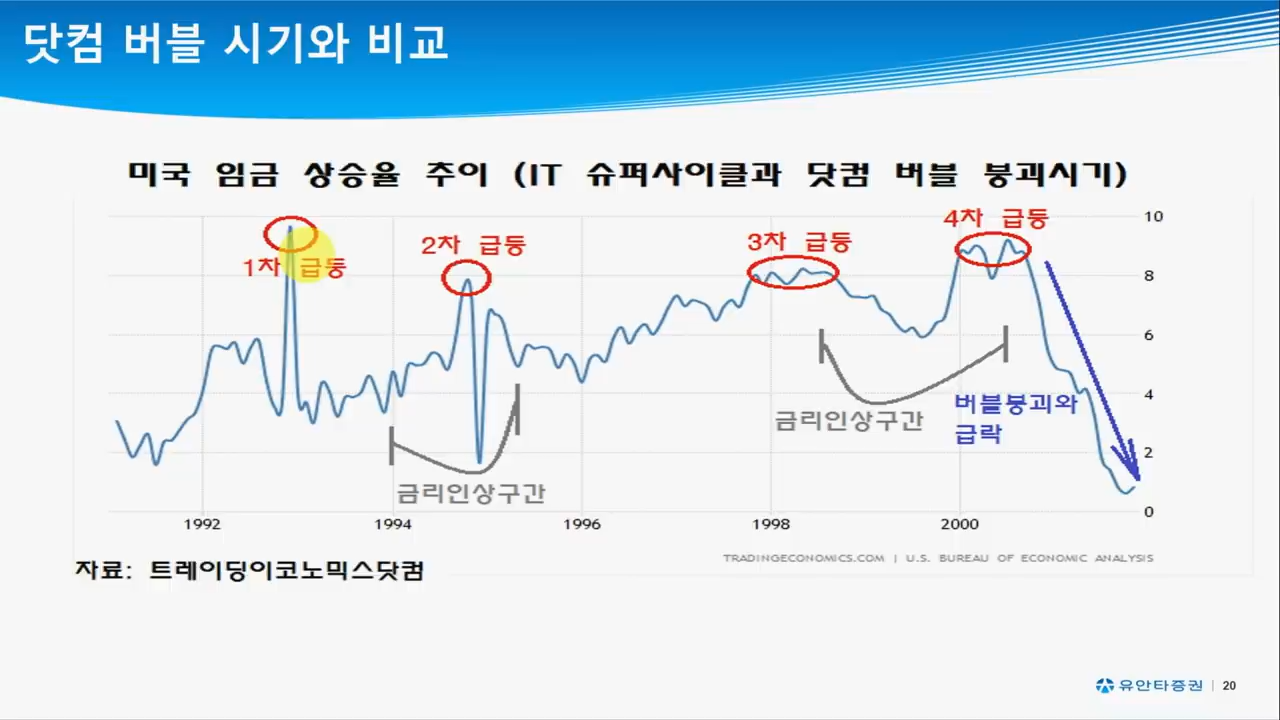 닷컴 버블 시기와 비교
미국 임금 상승율 추이 (IT 슈퍼사이클과 닷컴 버블 붕괴시기)
1차 급등
2차 급등
3차 급등
4차 급등
10
8
6
4
2
0
금리인상구간
금리인상구간
버블붕괴와
급락
1992
1994
1996
1998
2000
TRADINGECONOMICS.COM | U.S. BUREAU OF ECONOMIC ANALYSIS
자료: 트레이딩이코노믹스닷컴
유안타증권 | 20